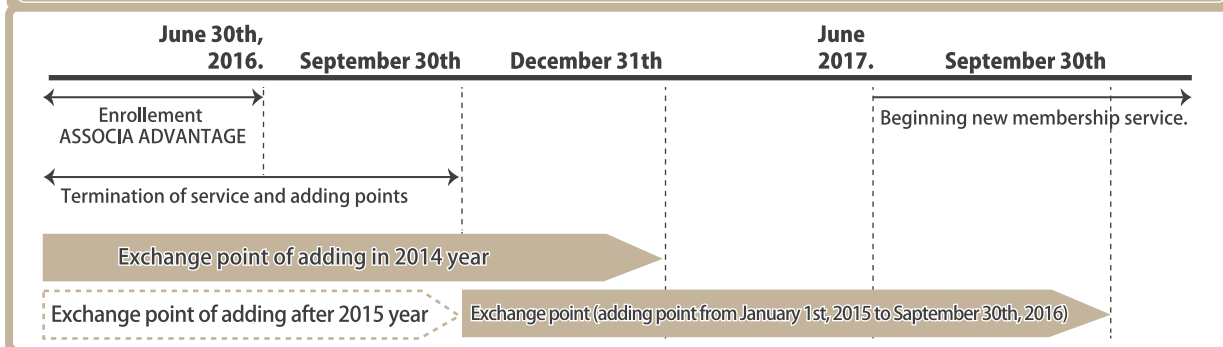 June 30th,
2016.
September 30th
December 31th
June
2017.
September 30th
Enrollement
ASSOCIA ADVANTAGE
Beginning new membership service.
Termination of service and adding points
Exchange point of adding in 2014 year
Exchange point of adding after 2015 year
Exchange point (adding point from January 1st, 2015 to September 30th, 2016)